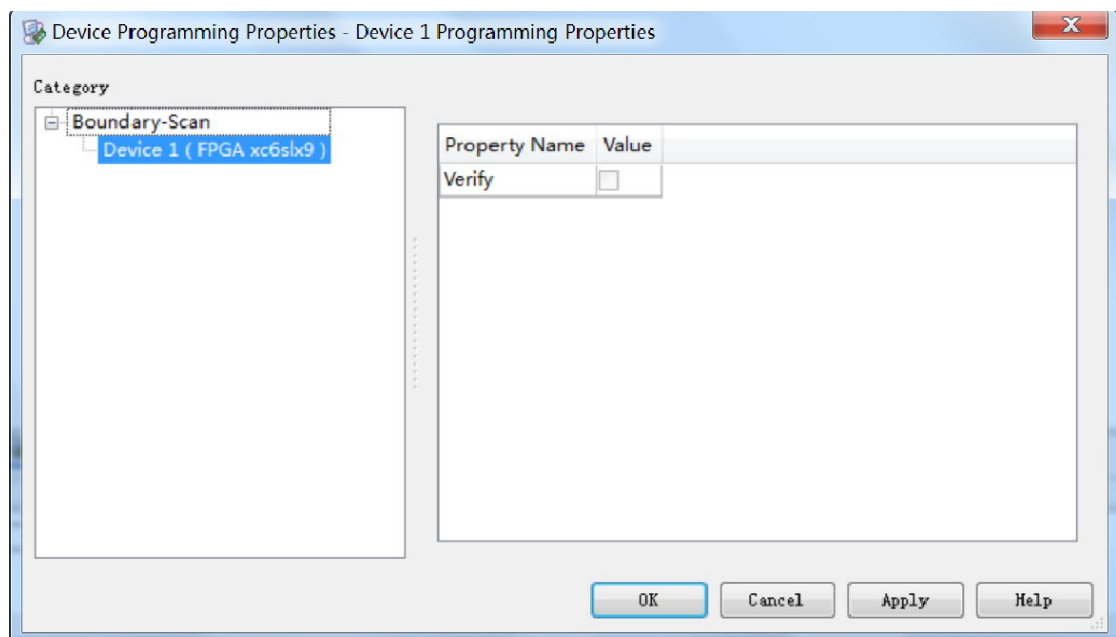 Device Programming Properties - Device 1 Programming Properties
Category
Boundary-Scan
Device 1 ( FPGA xc6slx9 )
Property Name Value
Verify
OK Cancel Apply Help